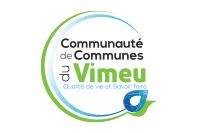 Communauté
de Communes
du Vimeu
Qualité de vie et Savoir faire